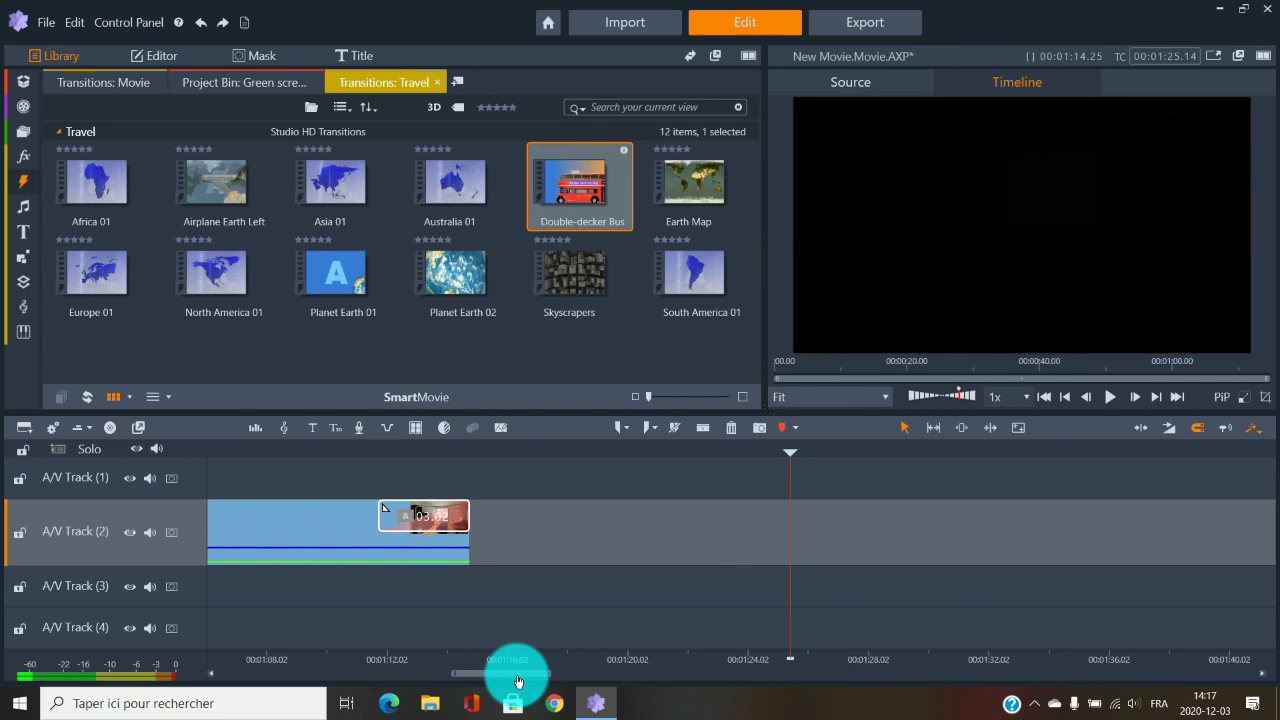 File Edit Control Panel
Import
Edit
Export
Library
Editor
Mask
Title
New Movie.Movie.AXP*
[ ] 00:01:14.25 TC 00:01:25.14
Transitions: Movie
Project Bin: Green scre...
Transitions: Travel
Source
Timeline
3D
Search your current view
Travel
Studio HD Transitions
12 items, 1 selected
Africa 01
Airplane Earth Left
Asia 01
Australia 01
Double-decker Bus
Earth Map
Europe 01
North America 01
A
Planet Earth 01
Planet Earth 02
Skyscrapers
South America 01
:00.00 00:00:20.00 00:00:40.00 00:01:00.00
SmartMovie
Fit
1x
PiP
Solo
A/V Track (1)
A/V Track (2)
A 03.02
A/V Track (3)
A/V Track (4)
-60 -22 -16 -10 -6 -3 0
00:01:08.02 00:01:12.02 00:01:16.02 00:01:20.02 00:01:24.02 00:01:28.02 00:01:32.02 00:01:36.02 00:01:40.02
Taper ici pour rechercher
FRA
14:17
2020-12-03